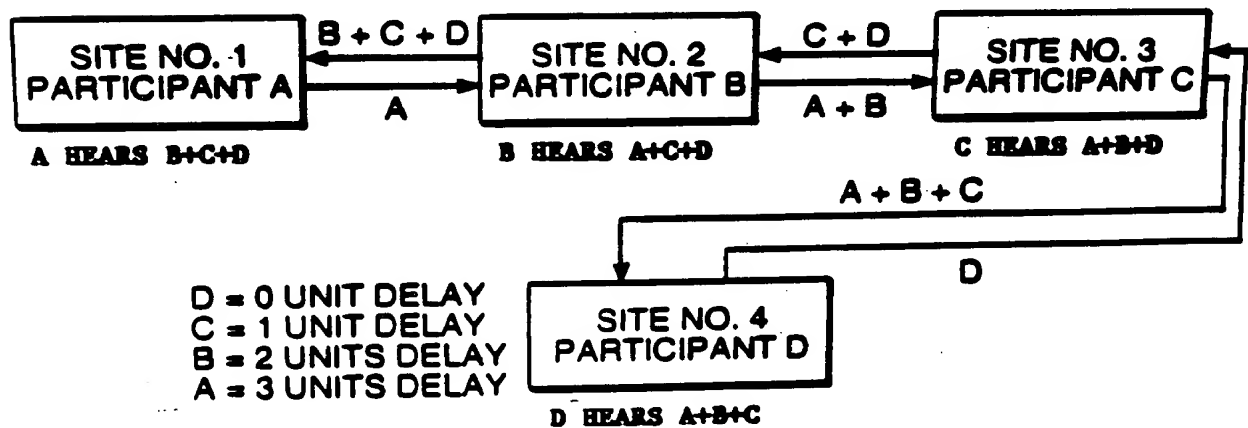 SITE NO. 1
PARTICIPANT A
B + C + D
A
SITE NO. 2
PARTICIPANT B
C + D
A + B
SITE NO. 3
PARTICIPANT C
A HEARS B+C+D
B HEARS A+C+D
C HEARS A+B+D
A + B + C
D
D = 0 UNIT DELAY
C = 1 UNIT DELAY
B = 2 UNITS DELAY
A = 3 UNITS DELAY
SITE NO. 4
PARTICIPANT D
D HEARS A+B+C